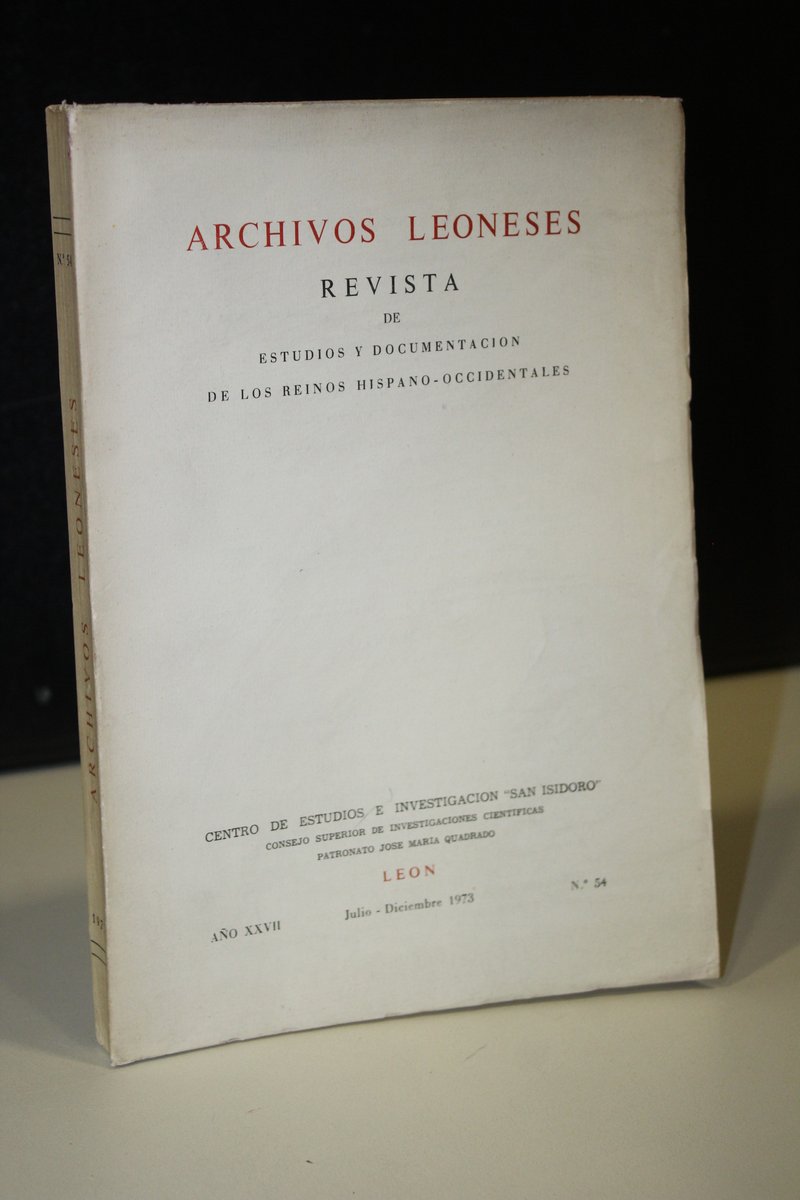 ARCHIVOS LEONESES
REVISTA
DE
ESTUDIOS Y DOCUMENTACION
DE LOS REINOS HISPANO-OCCIDENTALES
CENTRO DE ESTUDIOS E INVESTIGACION "SAN ISIDORO"
CONSEJO SUPERIOR DE INVESTIGACIONES CIENTIFICAS
PATRONATO JOSE MARIA QUADRADO
LEON
AÑO XXVII
Julio - Diciembre 1973
N.º 54
N.º 54
ARCHIVOS LEONESES